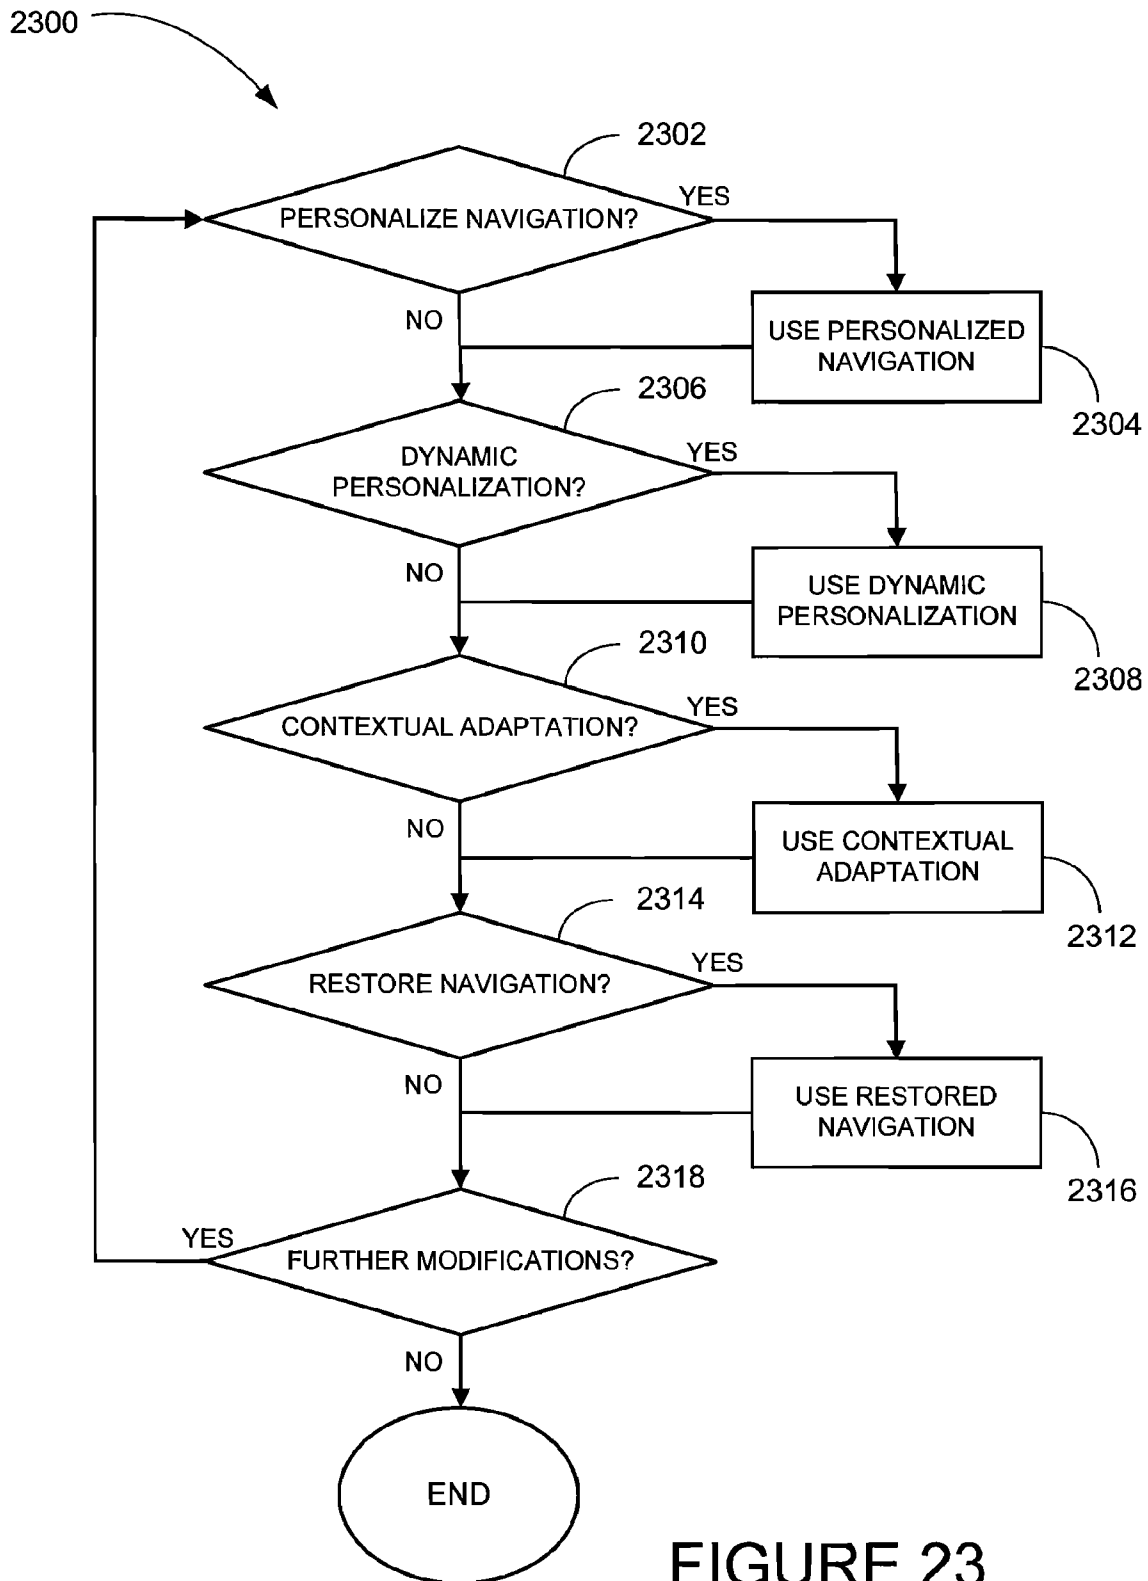 2300
2302
PERSONALIZE NAVIGATION?
YES
NO
USE PERSONALIZED
NAVIGATION
2304
2306
DYNAMIC
PERSONALIZATION?
YES
NO
USE DYNAMIC
PERSONALIZATION
2308
2310
CONTEXTUAL ADAPTATION?
YES
NO
USE CONTEXTUAL
ADAPTATION
2312
2314
RESTORE NAVIGATION?
YES
NO
USE RESTORED
NAVIGATION
2316
2318
YES
FURTHER MODIFICATIONS?
NO
END
FIGURE 23